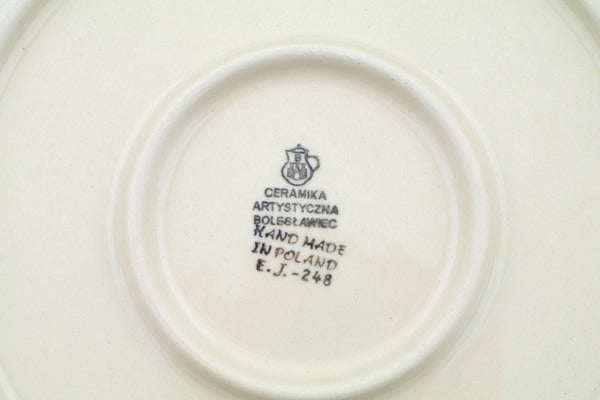 B
CERAMIKA
ARTYSTYCZNA
BOLESŁAWIEC
HAND MADE
IN POLAND
E.J.-248